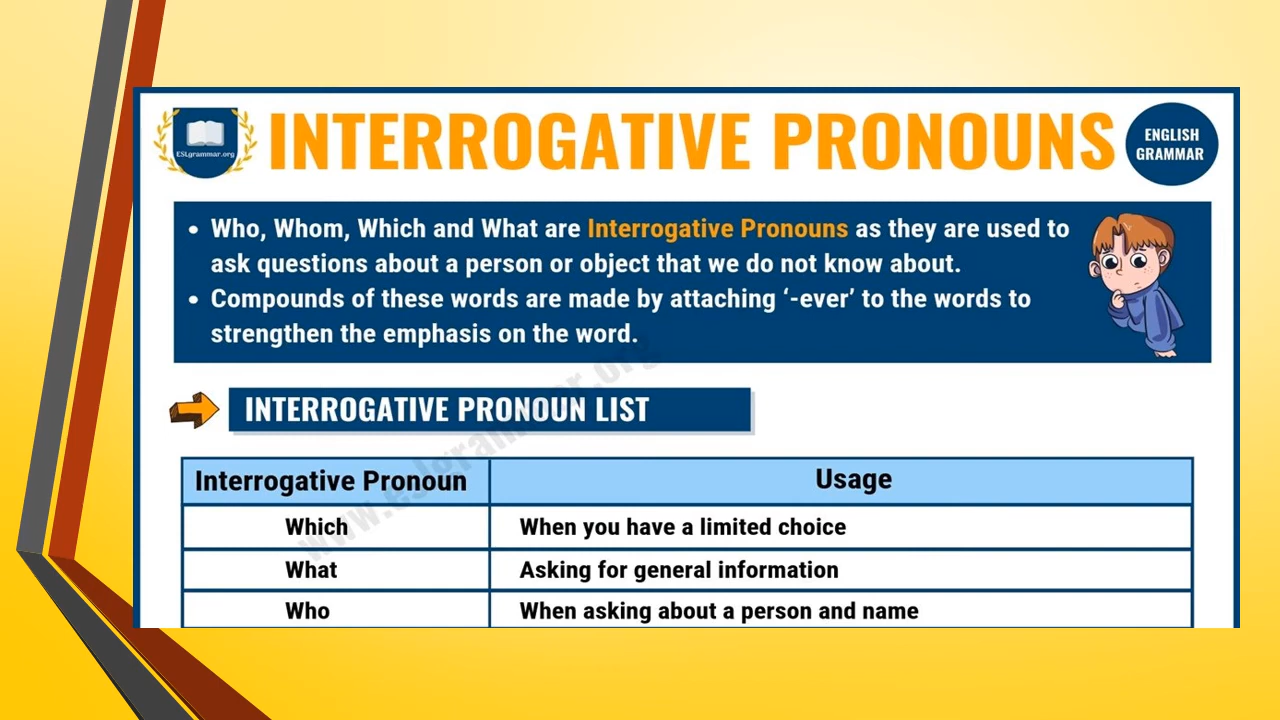 ESLgrammar.org
INTERROGATIVE PRONOUNS
ENGLISH
GRAMMAR
• Who, Whom, Which and What are Interrogative Pronouns as they are used to
ask questions about a person or object that we do not know about.
• Compounds of these words are made by attaching ‘-ever’ to the words to
strengthen the emphasis on the word.
www.eslgrammar.org
INTERROGATIVE PRONOUN LIST
Interrogative Pronoun Usage
Which When you have a limited choice
What Asking for general information
Who When asking about a person and name